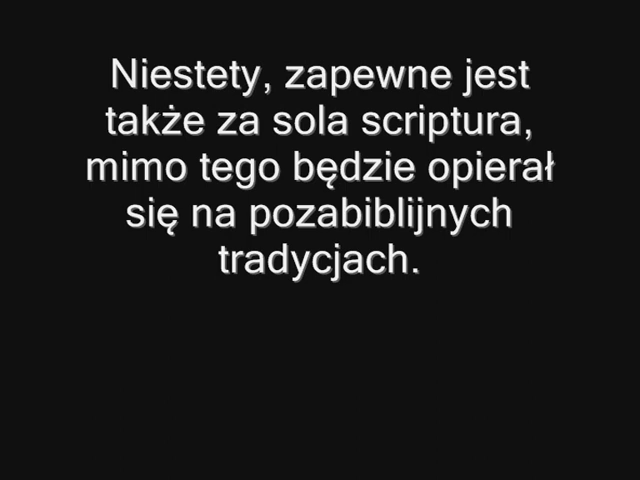 Niestety, zapewne jest
także za sola scriptura,
mimo tego będzie opierał
się na pozabiblijnych
tradycjach.